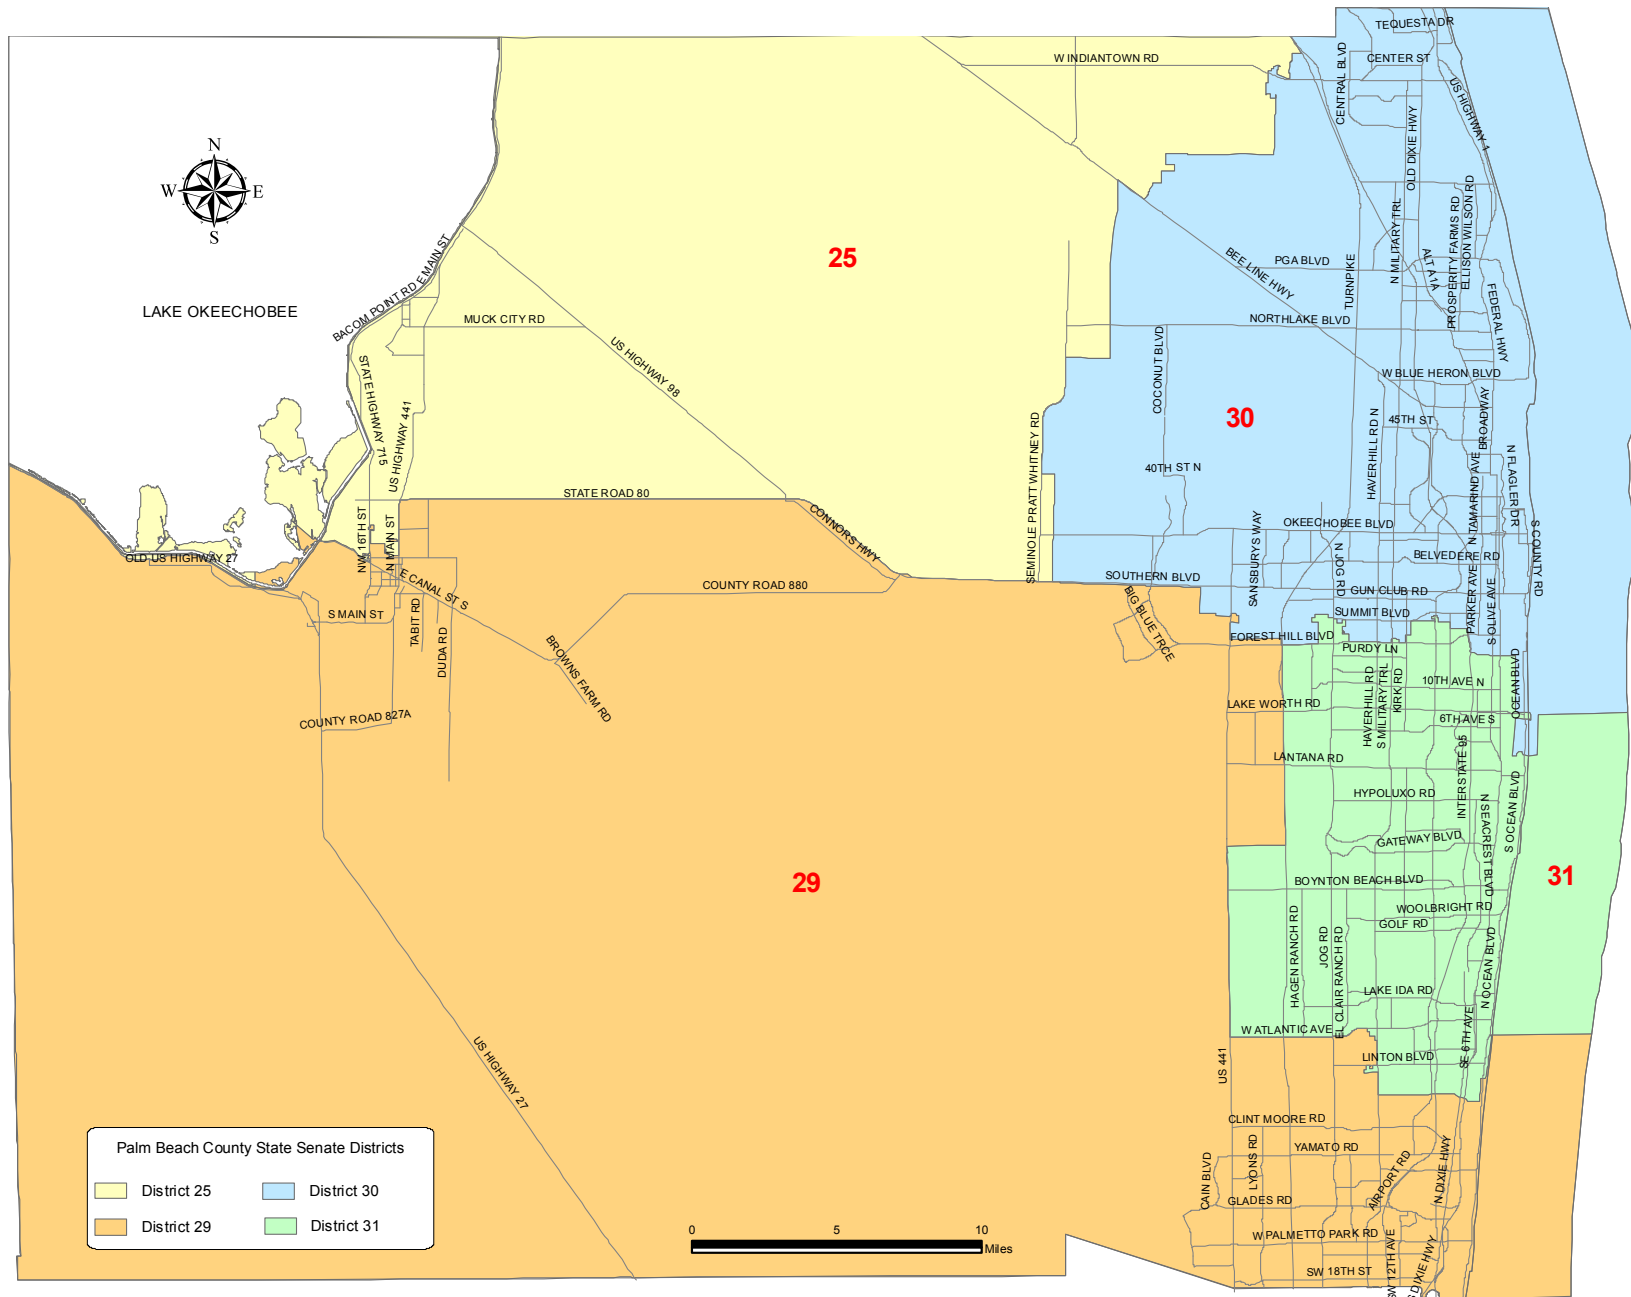 TEQUESTA DR
W INDIANTOWN RD
CENTER ST
CENTRAL BLVD
US HIGHWAY 1
OLD DIXIE HWY
N
W
E
S
LAKE OKEECHOBEE
BACOM POINT RD
E MAIN ST
25
BEE LINE HWY
PGA BLVD
TURNPIKE
N MILITARY TRL
ALT A1A
PROSPERITY FARMS RD
ELLISON WILSON RD
FEDERAL HWY
MUCK CITY RD
NORTHLAKE BLVD
US HIGHWAY 98
COCONUT BLVD
W BLUE HERON BLVD
STATE HIGHWAY 715
US HIGHWAY 441
SEMINOLE PRATT WHITNEY RD
30
HAVERHILL RD N
45TH ST
BROADWAY
40TH ST N
N TAMARIND AVE
N FLAGLER DR
STATE ROAD 80
CONNORS HWY
NW 16TH ST
N MAIN ST
SANSBURYS WAY
OKEECHOBEE BLVD
N JOG RD
BELVEDERE RD
S COUNTY RD
OLD US HIGHWAY 27
E CANAL ST S
COUNTY ROAD 880
SOUTHERN BLVD
GUN CLUB RD
PARKER AVE
S OLIVE AVE
S MAIN ST
TABIT RD
DUDA RD
BROWNS FARM RD
BIG BLUE TRCE
SUMMIT BLVD
FOREST HILL BLVD
PURDY LN
HAVERHILL RD
S MILITARY TRL
KIRK RD
10TH AVE N
OCEAN BLVD
COUNTY ROAD 827A
LAKE WORTH RD
6TH AVE S
LANTANA RD
INTERSTATE 95
HYPOLUXO RD
N SEACREST BLVD
S OCEAN BLVD
GATEWAY BLVD
29
31
BOYNTON BEACH BLVD
WOOLBRIGHT RD
GOLF RD
HAGEN RANCH RD
JOG RD
EL CLAIR RANCH RD
N OCEAN BLVD
LAKE IDA RD
W ATLANTIC AVE
SE 6TH AVE
LINTON BLVD
US 441
US HIGHWAY 27
CLINT MOORE RD
YAMATO RD
LYONS RD
CAIN BLVD
AIRPORT RD
N DIXIE HWY
GLADES RD
W PALMETTO PARK RD
SW 18TH ST
SW 12TH AVE
S DIXIE HWY
Palm Beach County State Senate Districts
District 25
District 30
District 29
District 31
0
5
10
Miles